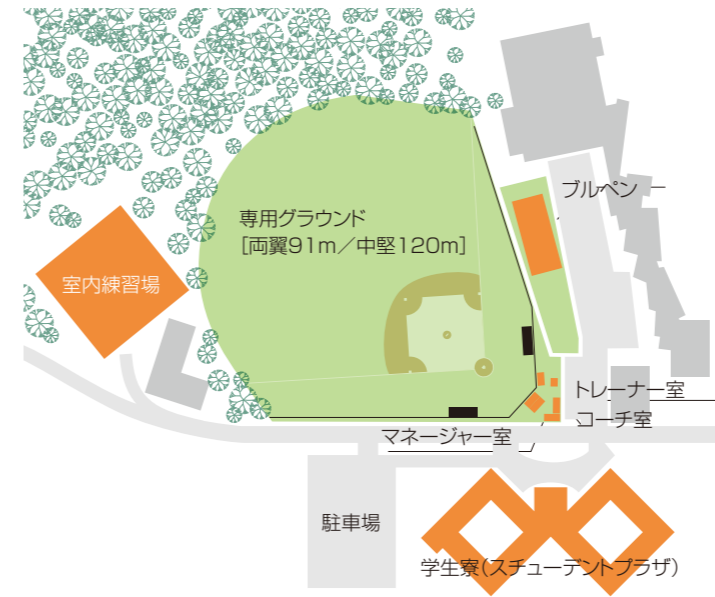 ブルペン
専用グラウンド
[両翼91m／中堅120m]
室内練習場
トレーナー室
コーチ室
マネージャー室
駐車場
学生寮(スチューデントプラザ)